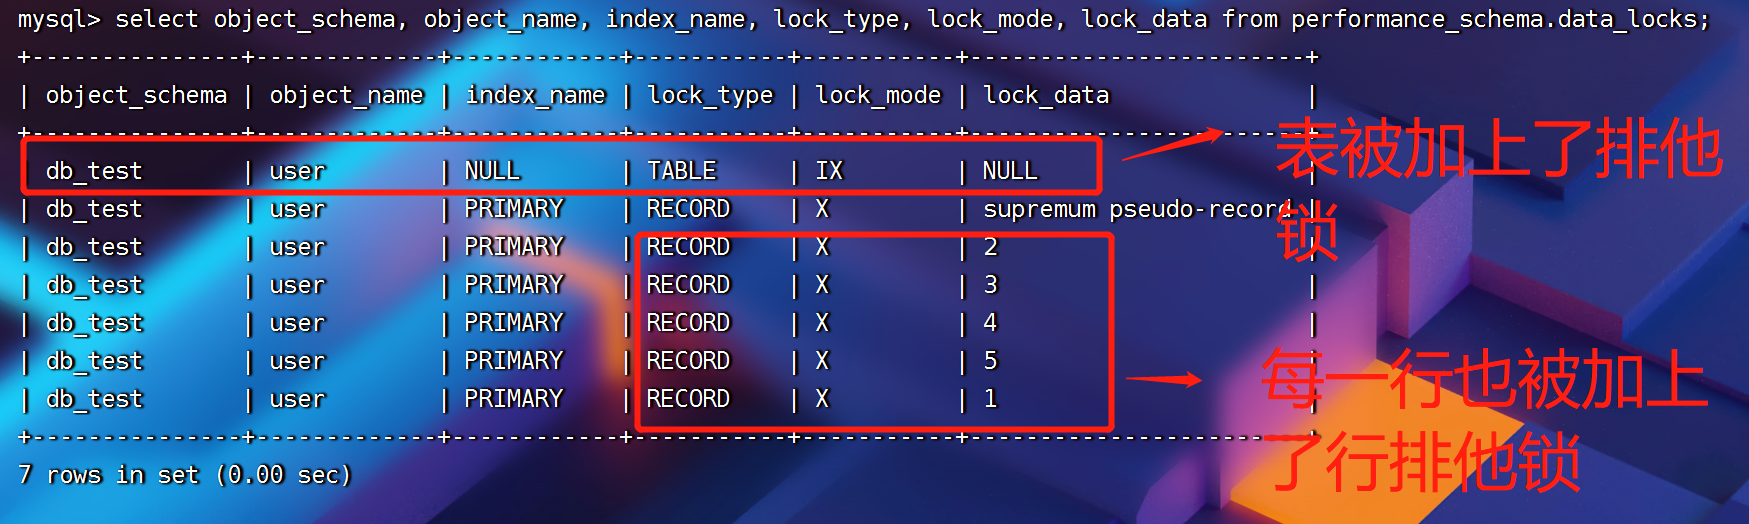 mysql> select object_schema, object_name, index_name, lock_type, lock_mode, lock_data from performance_schema.data_locks;
+---------------+-------------+------------+-----------+-----------+------------------------+
| object_schema | object_name | index_name | lock_type | lock_mode | lock_data              |
+---------------+-------------+------------+-----------+-----------+------------------------+
| db_test       | user        | NULL       | TABLE     | IX        | NULL                   |
| db_test       | user        | PRIMARY    | RECORD    | X         | supremum pseudo-record |
| db_test       | user        | PRIMARY    | RECORD    | X         | 2                      |
| db_test       | user        | PRIMARY    | RECORD    | X         | 3                      |
| db_test       | user        | PRIMARY    | RECORD    | X         | 4                      |
| db_test       | user        | PRIMARY    | RECORD    | X         | 5                      |
| db_test       | user        | PRIMARY    | RECORD    | X         | 1                      |
+---------------+-------------+------------+-----------+-----------+------------------------+
7 rows in set (0.00 sec)
表被加上了排他
锁
每一行也被加上
了行排他锁